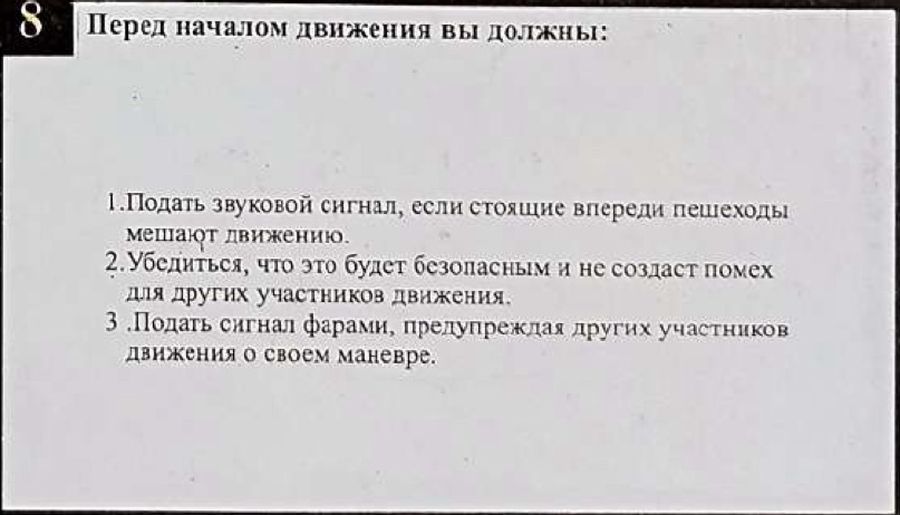 8 Перед началом движения вы должны:
1.Подать звуковой сигнал, если стоящие впереди пешеходы
мешают движению.
2.Убедиться, что это будет безопасным и не создаст помех
для других участников движения.
3 .Подать сигнал фарами, предупреждая других участников
движения о своем маневре.